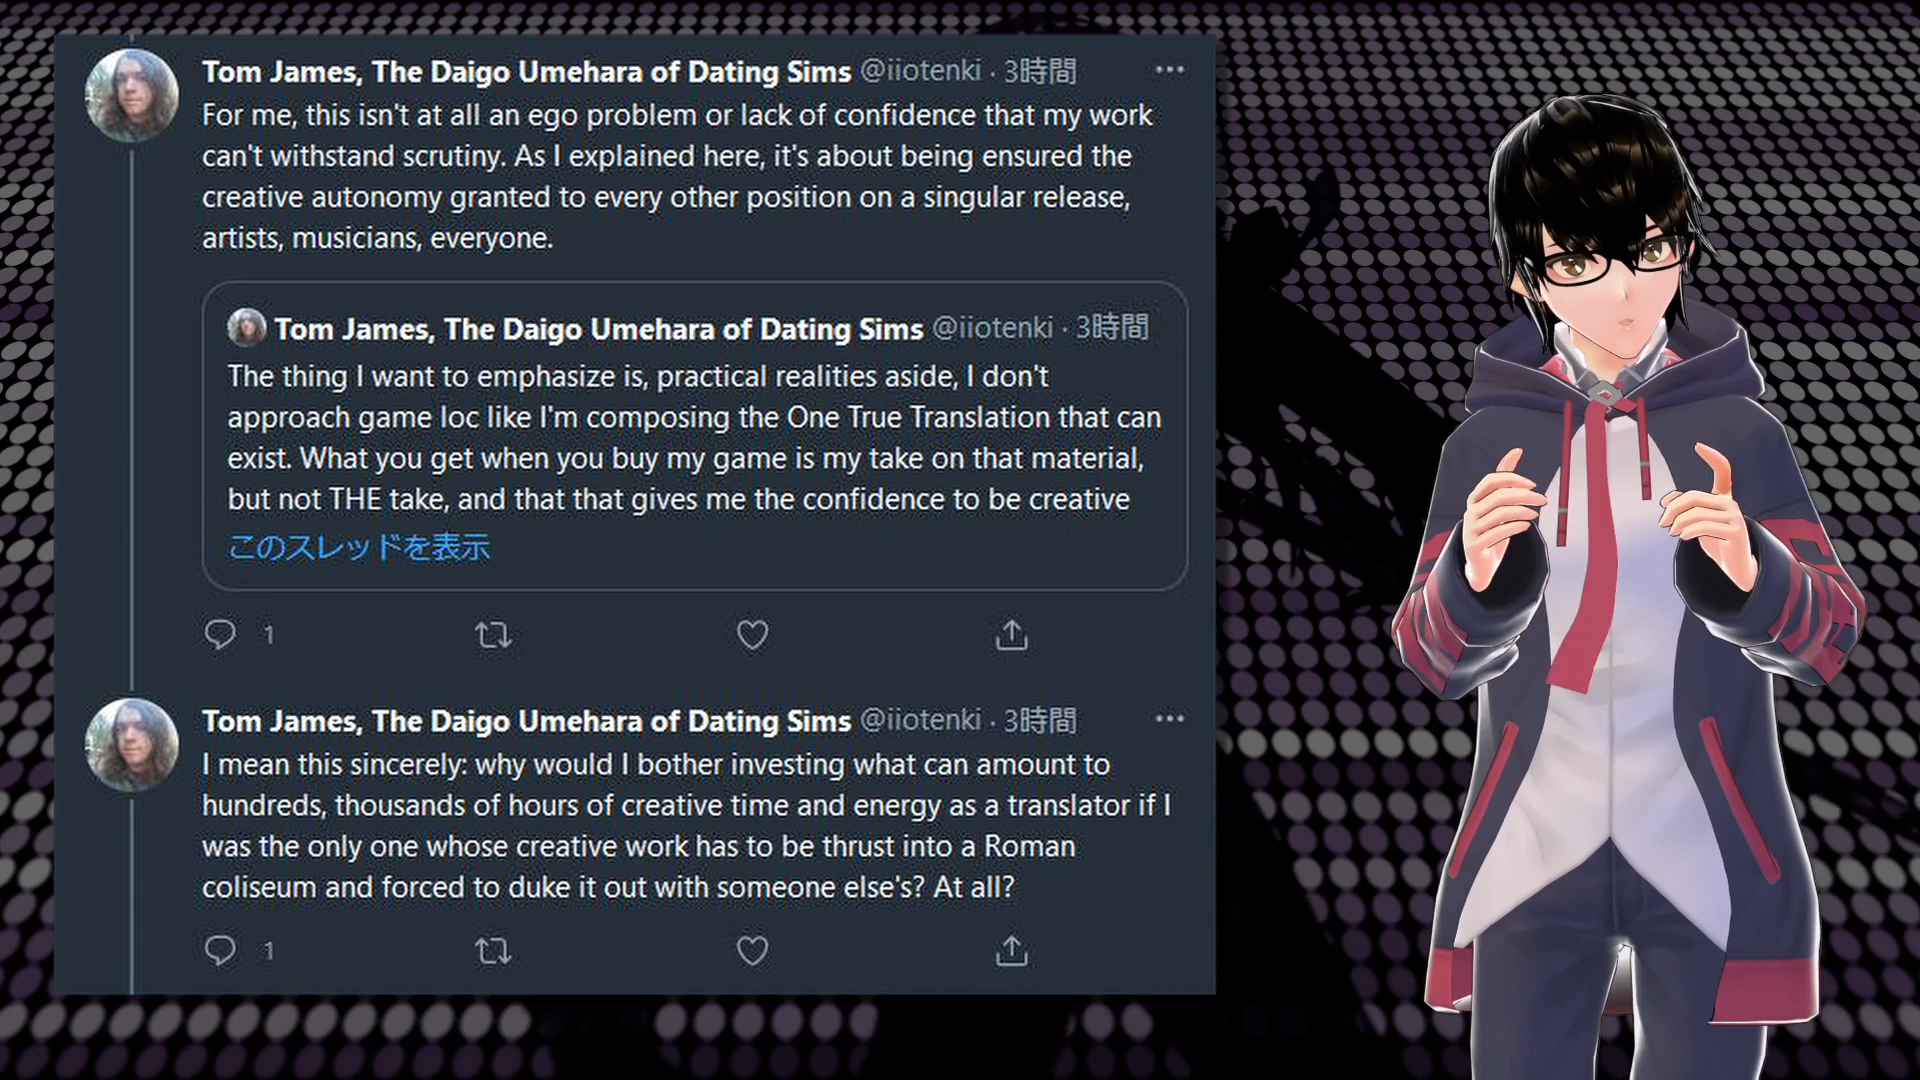 Tom James, The Daigo Umehara of Dating Sims @iiotenki · 3時間
For me, this isn't at all an ego problem or lack of confidence that my work
can't withstand scrutiny. As I explained here, it's about being ensured the
creative autonomy granted to every other position on a singular release,
artists, musicians, everyone.
Tom James, The Daigo Umehara of Dating Sims @iiotenki · 3時間
The thing I want to emphasize is, practical realities aside, I don't
approach game loc like I'm composing the One True Translation that can
exist. What you get when you buy my game is my take on that material,
but not THE take, and that that gives me the confidence to be creative
このスレッドを表示
1
Tom James, The Daigo Umehara of Dating Sims @iiotenki · 3時間
I mean this sincerely: why would I bother investing what can amount to
hundreds, thousands of hours of creative time and energy as a translator if I
was the only one whose creative work has to be thrust into a Roman
coliseum and forced to duke it out with someone else's? At all?
1